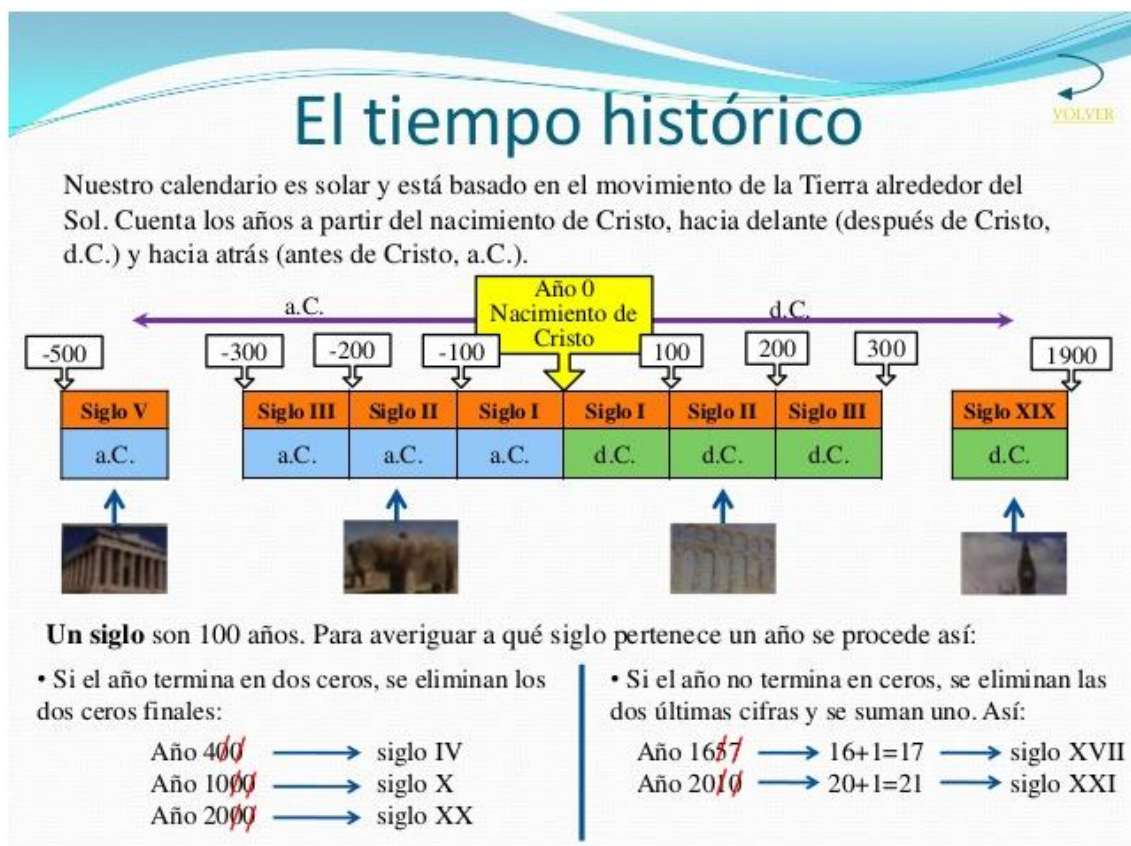 El tiempo histórico
VOLVER
Nuestro calendario es solar y está basado en el movimiento de la Tierra alrededor del
Sol. Cuenta los años a partir del nacimiento de Cristo, hacia delante (después de Cristo,
d.C.) y hacia atrás (antes de Cristo, a.C.).
a.C.
Año 0
Nacimiento de
Cristo
d.C.
-500
-300
-200
-100
100
200
300
1900
Siglo V
Siglo III
Siglo II
Siglo I
Siglo I
Siglo II
Siglo III
Siglo XIX
a.C.
a.C.
a.C.
a.C.
d.C.
d.C.
d.C.
d.C.
Un siglo son 100 años. Para averiguar a qué siglo pertenece un año se procede así:
• Si el año termina en dos ceros, se eliminan los
dos ceros finales:
Año 400 siglo IV
Año 1000 siglo X
Año 2000 siglo XX
• Si el año no termina en ceros, se eliminan las
dos últimas cifras y se suman uno. Así:
Año 1657 16+1=17 siglo XVII
Año 2010 20+1=21 siglo XXI